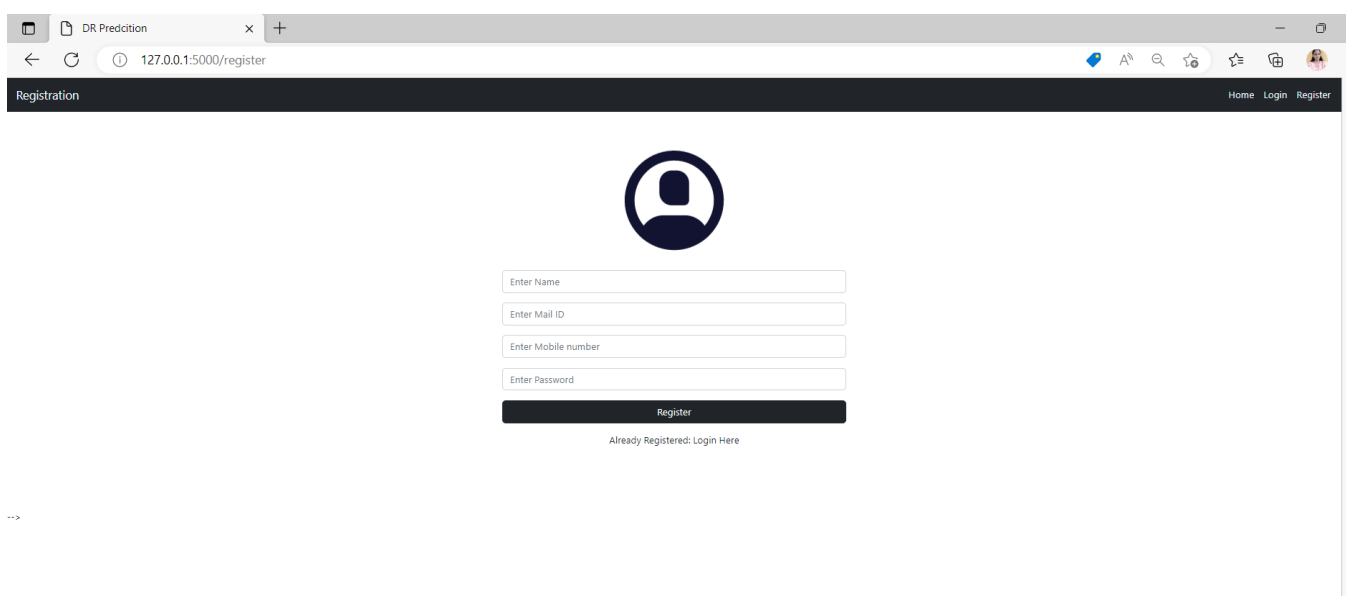 DR Predcition
127.0.0.1:5000/register
Registration
Home Login Register
Enter Name
Enter Mail ID
Enter Mobile number
Enter Password
Register
Already Registered: Login Here
-->